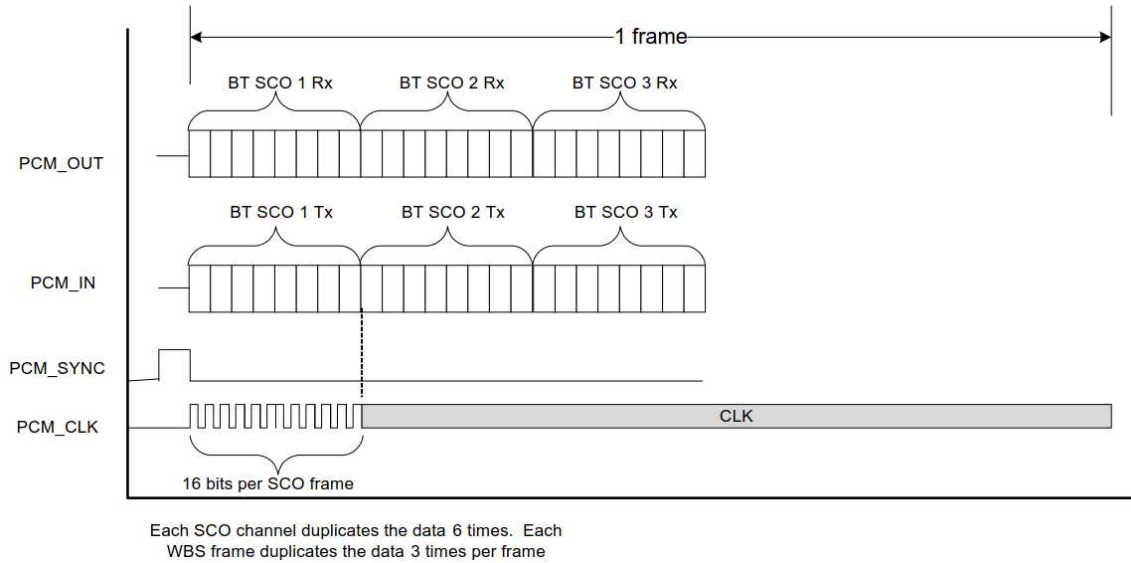 1 frame
BT SCO 1 Rx
BT SCO 2 Rx
BT SCO 3 Rx
PCM_OUT
BT SCO 1 Tx
BT SCO 2 Tx
BT SCO 3 Tx
PCM_IN
PCM_SYNC
PCM_CLK
CLK
16 bits per SCO frame
Each SCO channel duplicates the data 6 times. Each
WBS frame duplicates the data 3 times per frame